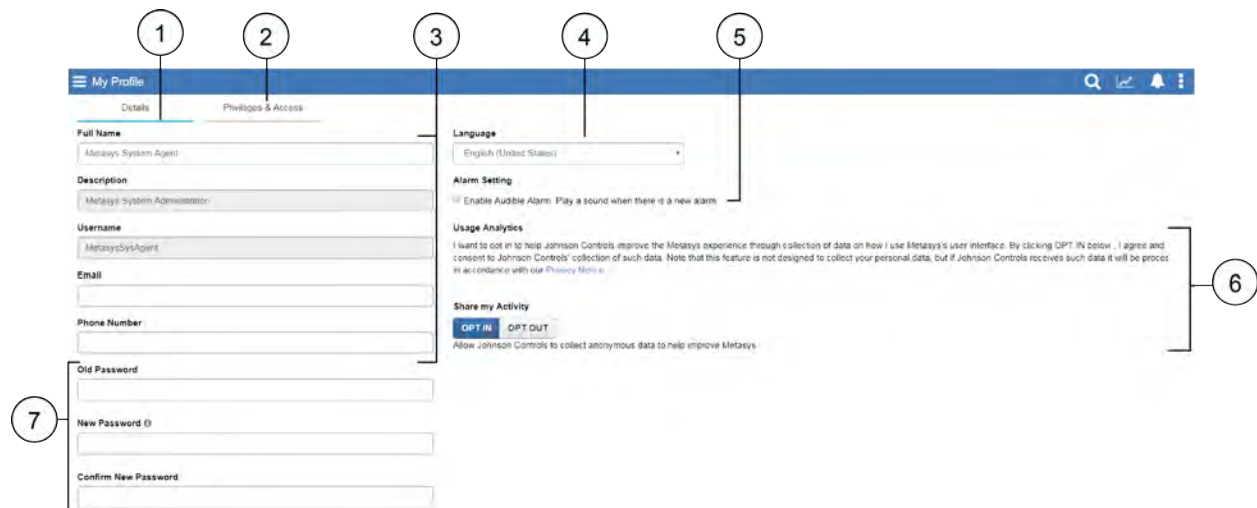 1
2
3
4
5
My Profile
Details
Privileges & Access
Full Name
Metasys System Agent
Description
Metasys System Administrator
Username
MetasysSysAgent
Email
Phone Number
Old Password
New Password
Confirm New Password
7
Language
English (United States)
Alarm Setting
Enable Audible Alarm. Play a sound when there is a new alarm.
Usage Analytics
I want to opt in to help Johnson Controls improve the Metasys experience through collection of data on how I use Metasys's user interface. By clicking OPT IN below , I agree and
consent to Johnson Controls' collection of such data. Note that this feature is not designed to collect your personal data, but if Johnson Controls receives such data it will be proces
in accordance with our Privacy Notice
Share my Activity
OPT IN OPT OUT
Allow Johnson Controls to collect anonymous data to help improve Metasys
6